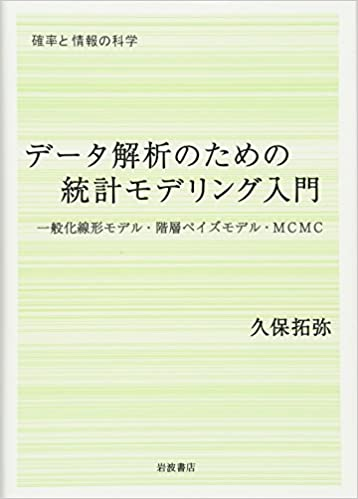 確率と情報の科学
データ解析のための
統計モデリング入門
一般化線形モデル・階層ベイズモデル・MCMC
久保拓弥
岩波書店